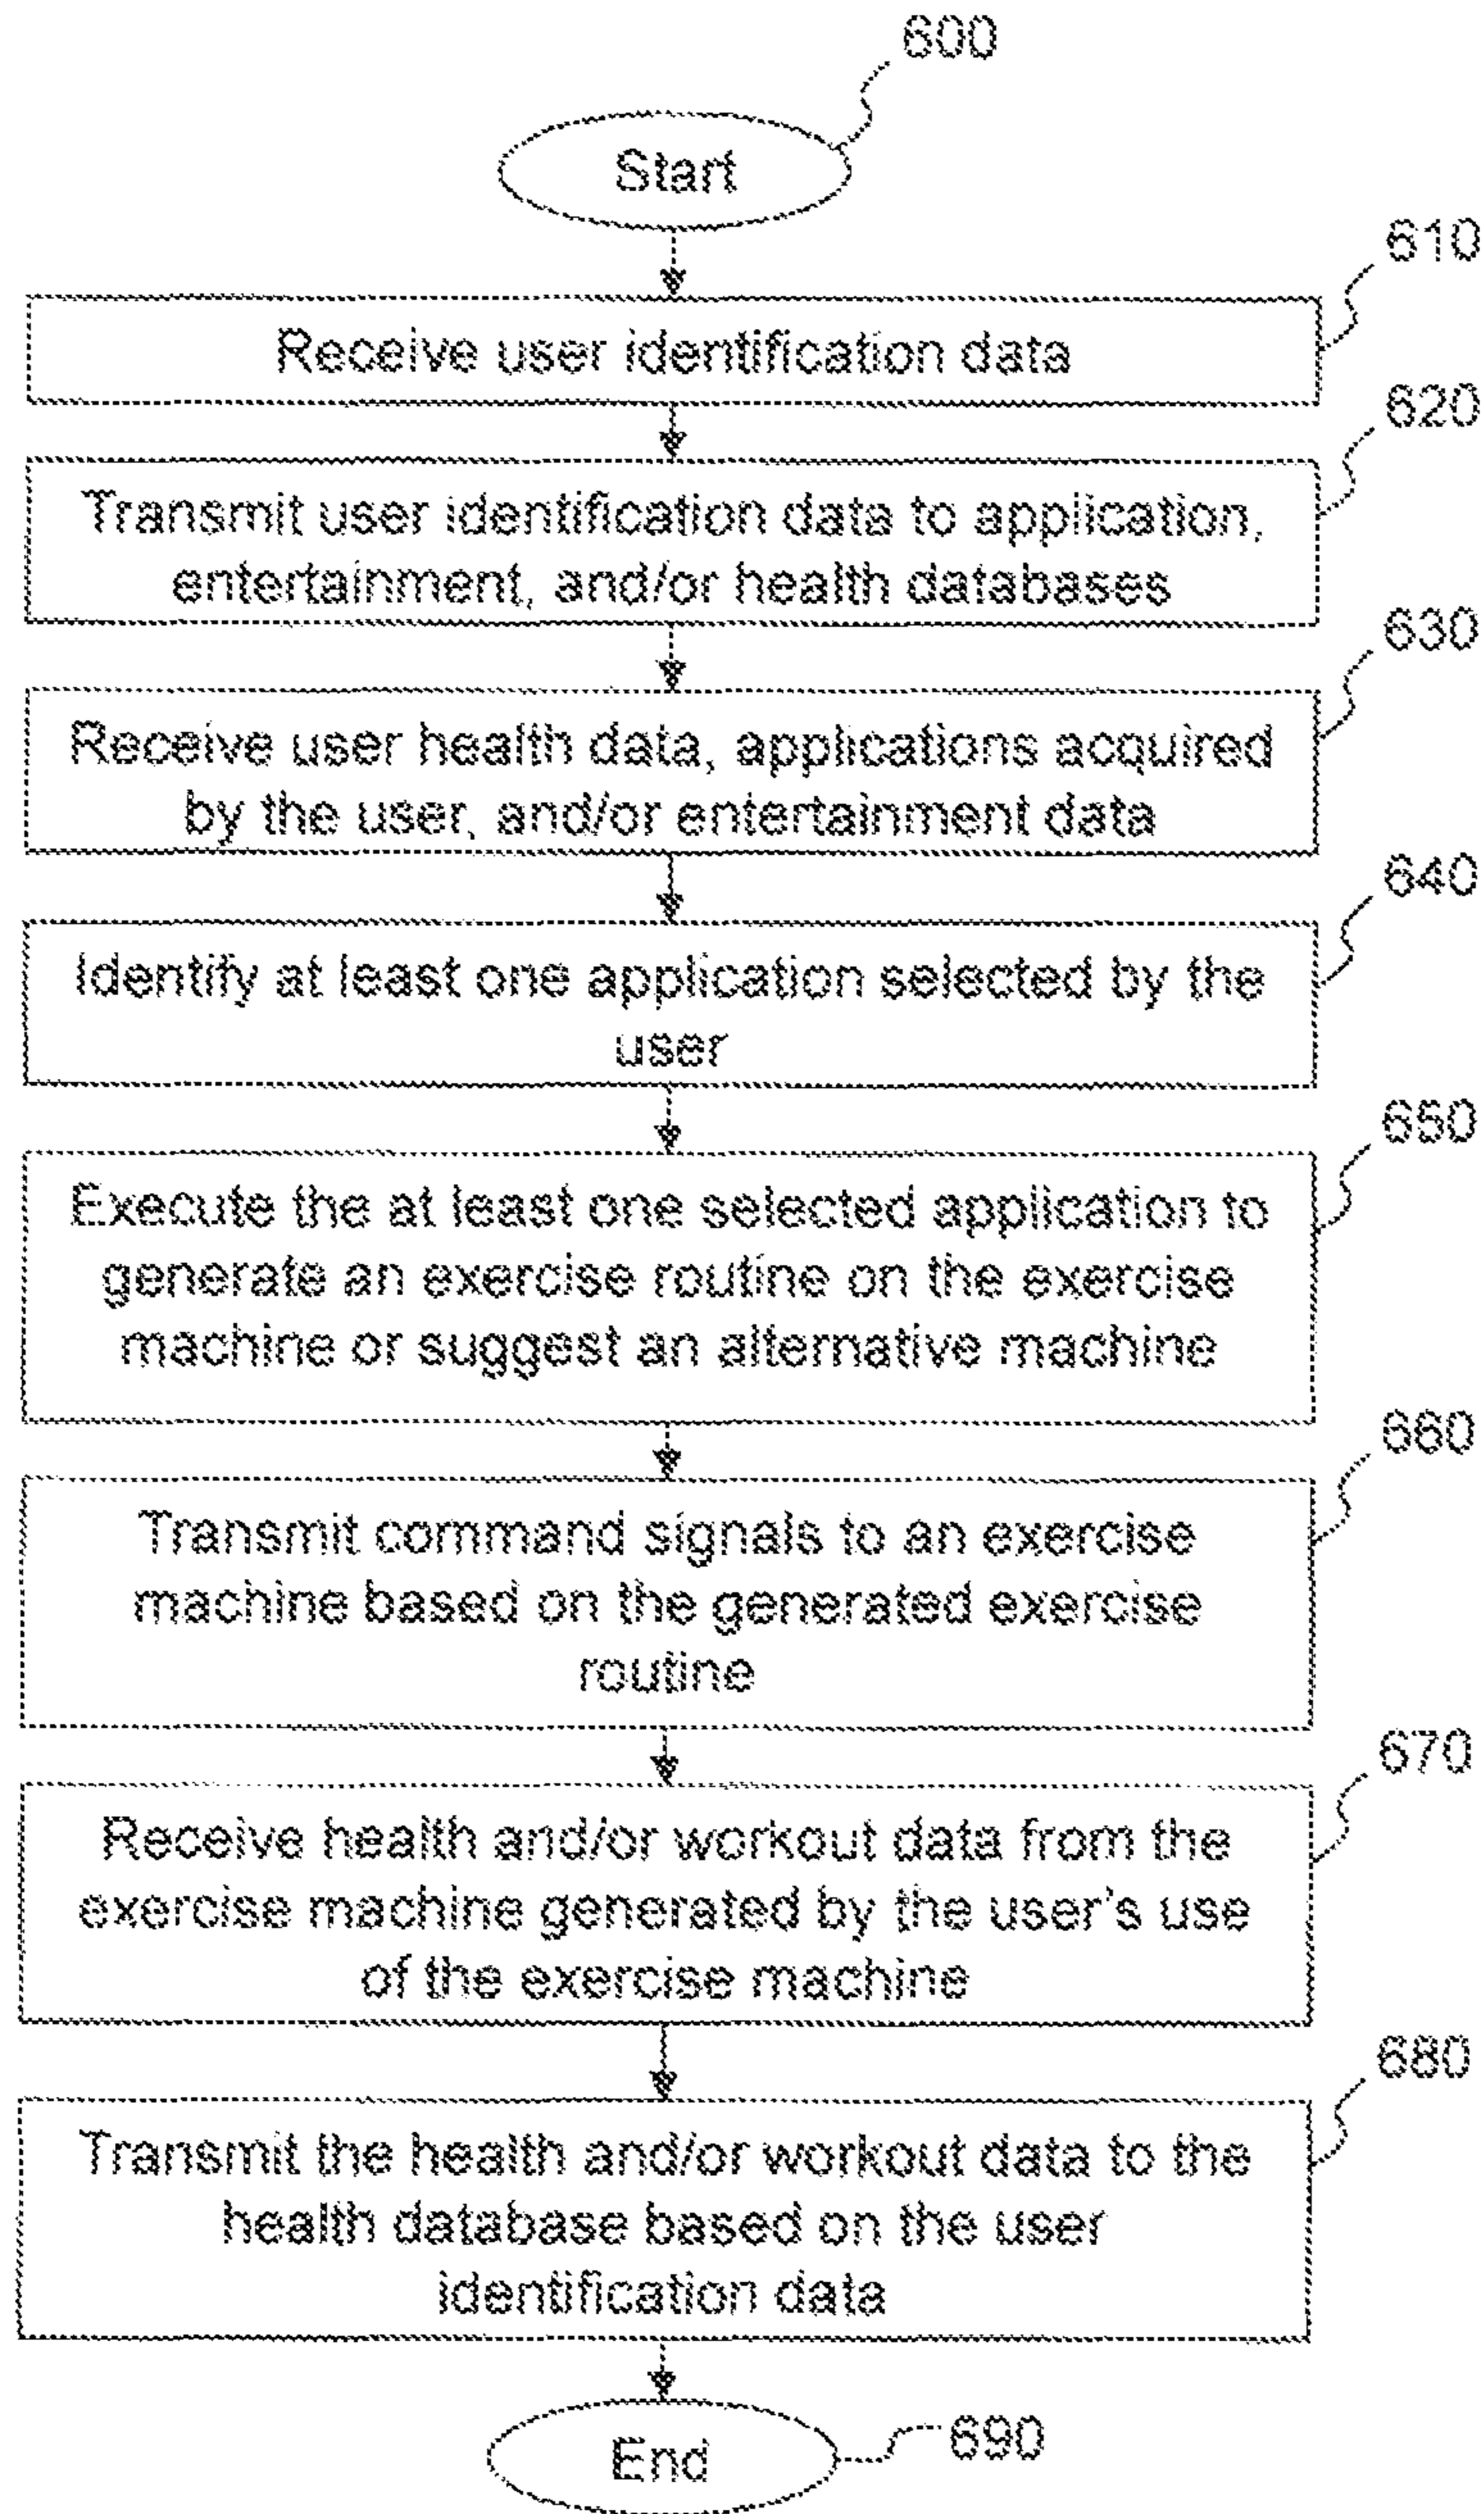 600
Start
610
Receive user identification data
620
Transmit user identification data to application,
entertainment, and/or health databases
630
Receive user health data, applications acquired
by the user, and/or entertainment data
640
Identify at least one application selected by the
user
650
Execute the at least one selected application to
generate an exercise routine on the exercise
machine or suggest an alternative machine
660
Transmit command signals to an exercise
machine based on the generated exercise
routine
670
Receive health and/or workout data from the
exercise machine generated by the user's use
of the exercise machine
680
Transmit the health and/or workout data to the
health database based on the user
identification data
End
690